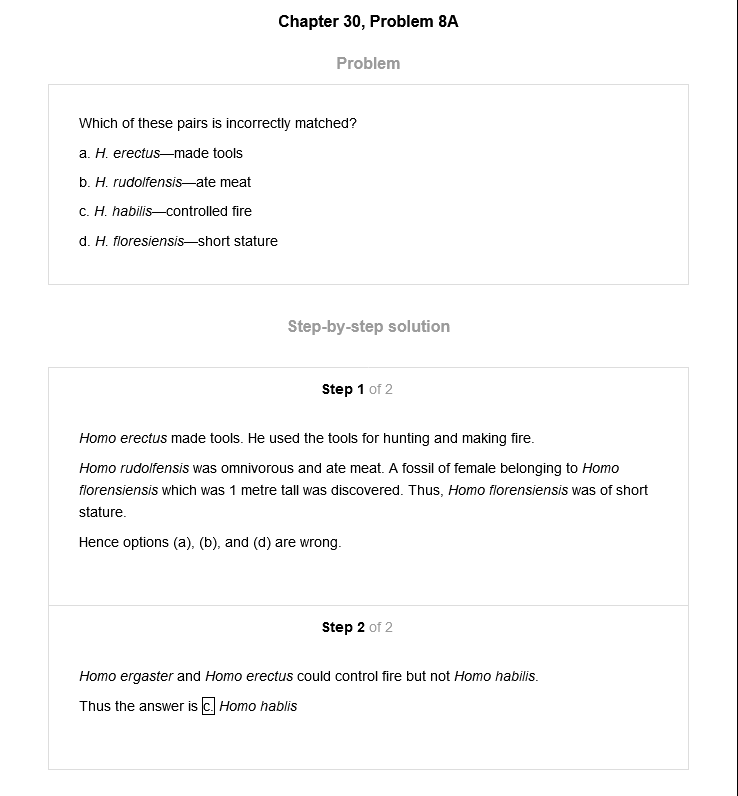 Chapter 30, Problem 8A
Problem
Which of these pairs is incorrectly matched?
a. H. erectus—made tools
b. H. rudolfensis—ate meat
c. H. habilis—controlled fire
d. H. floresiensis—short stature
Step-by-step solution
Step 1 of 2
Homo erectus made tools. He used the tools for hunting and making fire.
Homo rudolfensis was omnivorous and ate meat. A fossil of female belonging to Homo
florensiensis which was 1 metre tall was discovered. Thus, Homo florensiensis was of short
stature.
Hence options (a), (b), and (d) are wrong.
Step 2 of 2
Homo ergaster and Homo erectus could control fire but not Homo habilis.
Thus the answer is c. Homo hablis